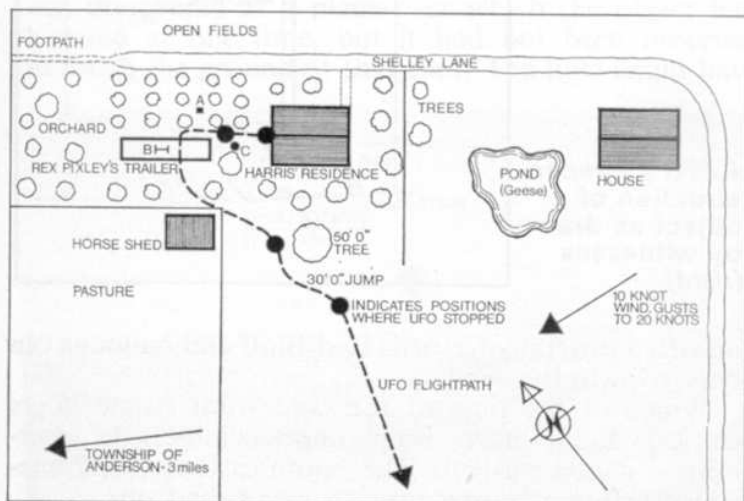 OPEN FIELDS
FOOTPATH
SHELLEY LANE
A
TREES
ORCHARD
B
C
REX PIXLEY'S TRAILER
HARRIS' RESIDENCE
POND
(Geese)
HOUSE
HORSE SHED
50'0"
TREE
30'0" JUMP
PASTURE
INDICATES POSITIONS
WHERE UFO STOPPED
10 KNOT
WIND, GUSTS
TO 20 KNOTS
UFO FLIGHTPATH
N
TOWNSHIP OF
ANDERSON-3 miles